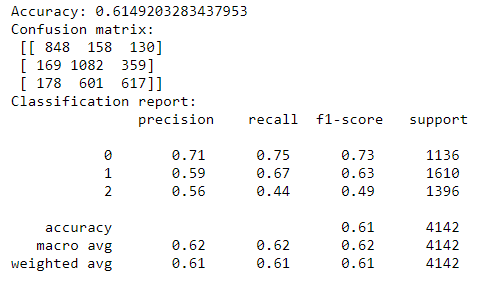 Accuracy: 0.6149203283437953
Confusion matrix:
[[ 848  158  130]
[ 169 1082  359]
[ 178  601  617]]
Classification report:
precision    recall  f1-score   support
0       0.71      0.75      0.73      1136
1       0.59      0.67      0.63      1610
2       0.56      0.44      0.49      1396
accuracy                           0.61      4142
macro avg       0.62      0.62      0.62      4142
weighted avg       0.61      0.61      0.61      4142